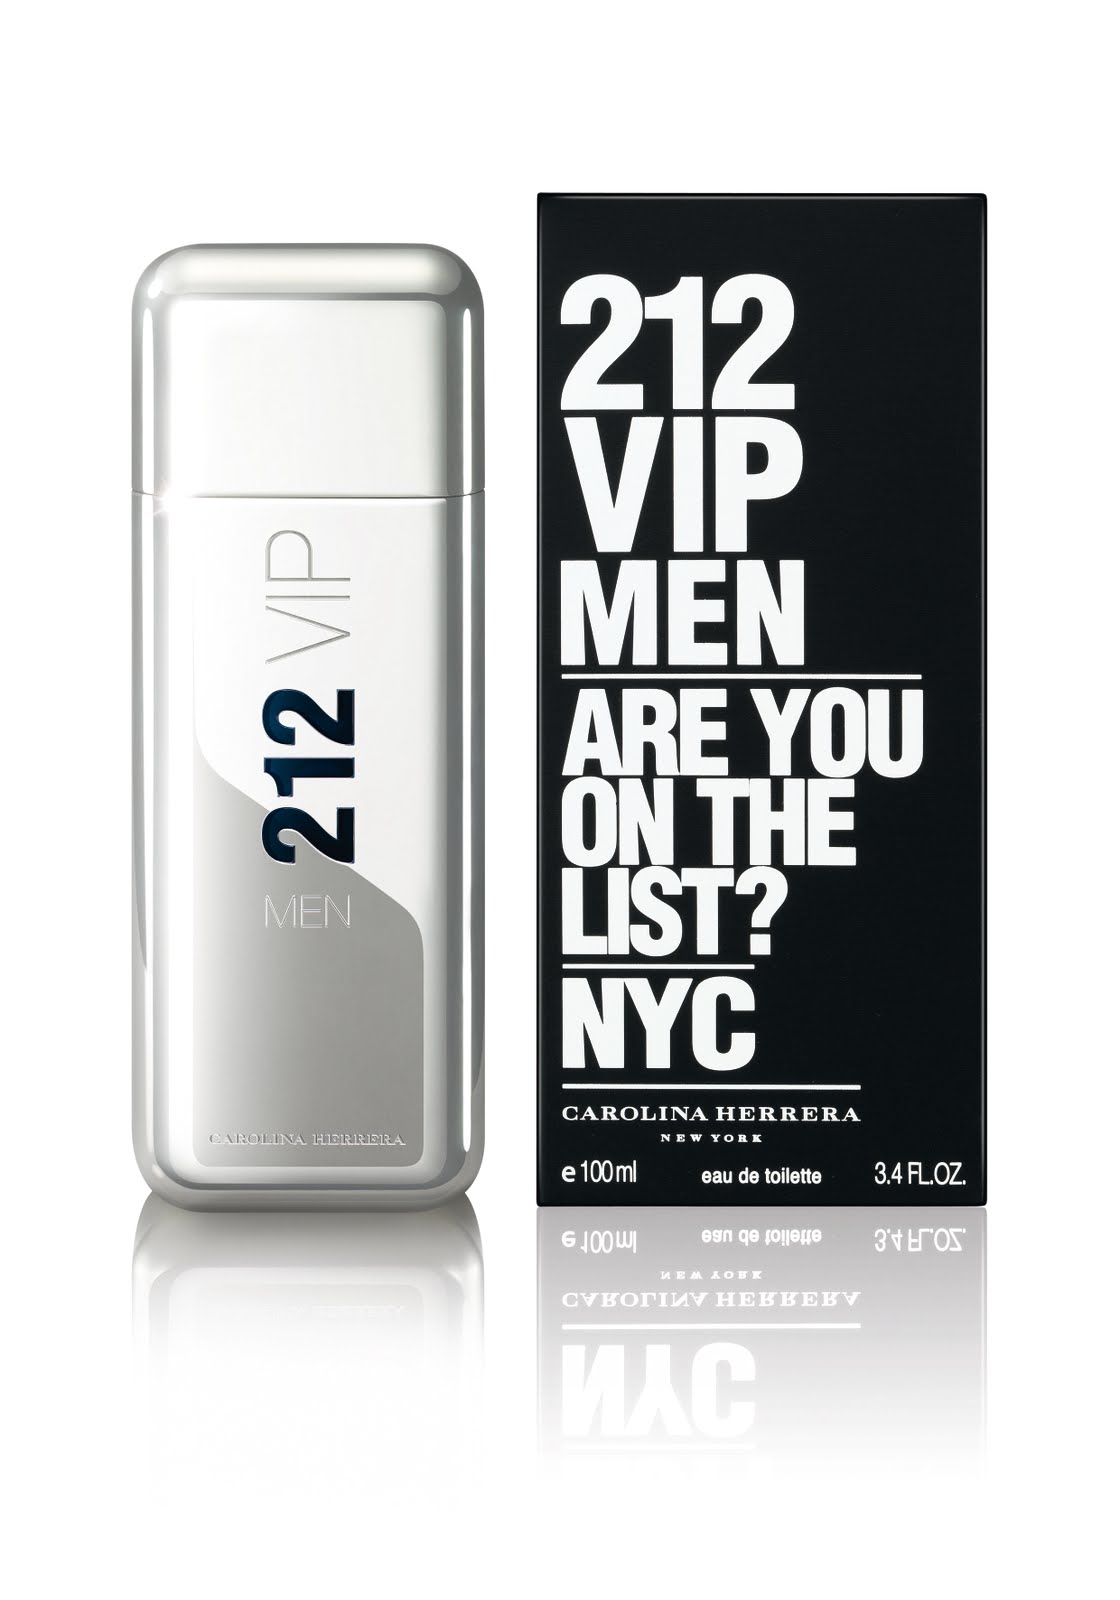 212 VIP
MEN
CAROLINA HERRERA
212
VIP
MEN
ARE YOU
ON THE
LIST?
NYC
CAROLINA HERRERA
NEW YORK
e 100 ml eau de toilette 3.4 FL.OZ.